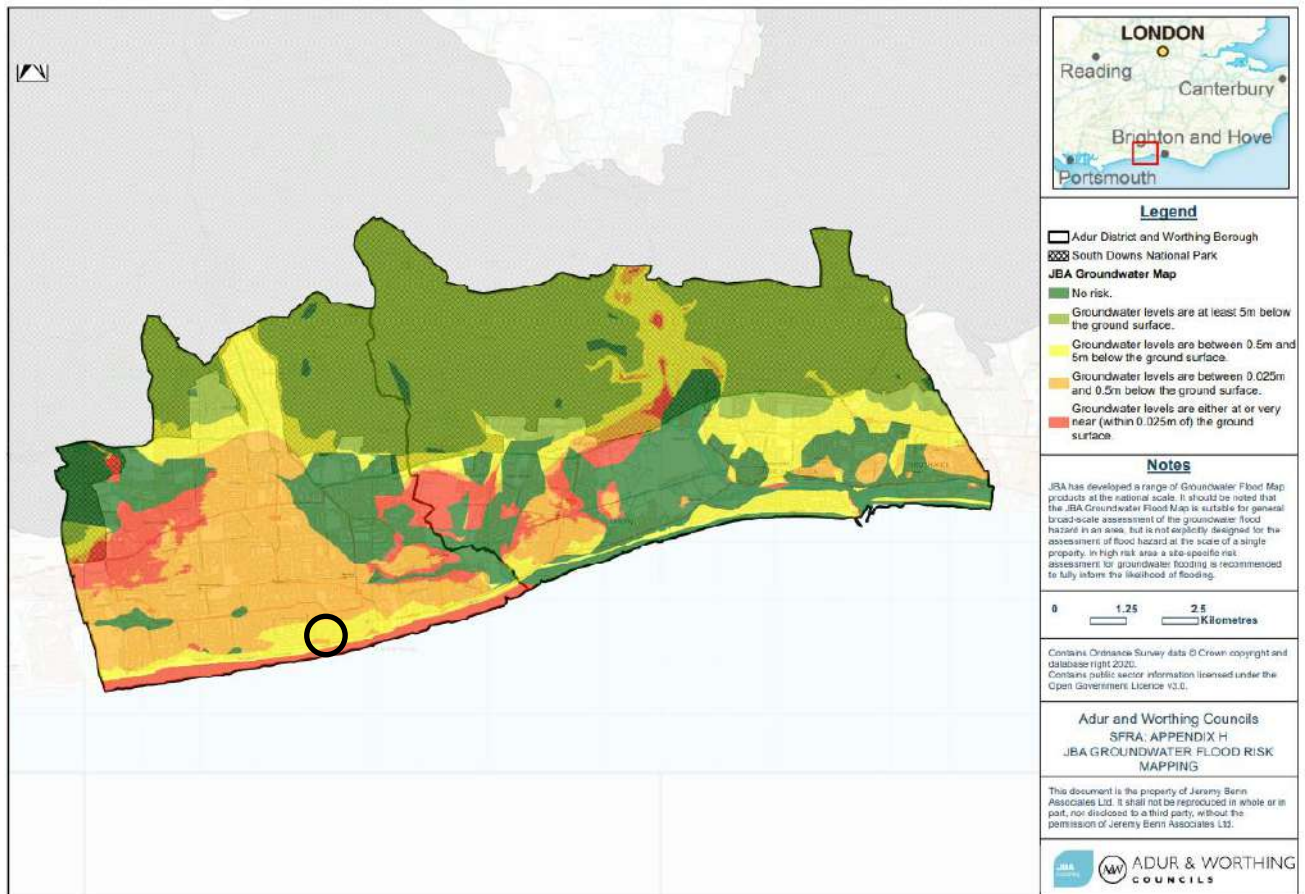 LONDON
Reading
Canterbury
Brighton and Hove
Portsmouth
Legend
Adur District and Worthing Borough
South Downs National Park
JBA Groundwater Map
No risk.
Groundwater levels are at least 5m below
the ground surface.
Groundwater levels are between 0.5m and
5m below the ground surface.
Groundwater levels are between 0.025m
and 0.5m below the ground surface.
Groundwater levels are either at or very
near (within 0.025m of) the ground
surface.
Notes
JBA has developed a range of Groundwater Flood Map
products at the national scale. It should be noted that
the JBA Groundwater Flood Map is suitable for general
broad-scale assessment of the groundwater flood
hazard in an area, but is not explicitly designed for the
assessment of flood hazard at the scale of a single
property. In high risk area a site-specific risk
assessment for groundwater flooding is recommended
to fully inform the likelihood of flooding.
0 1.25 2.5
Kilometres
Contains Ordnance Survey data © Crown copyright and
database right 2020.
Contains public sector information licensed under the
Open Government Licence v3.0.
Adur and Worthing Councils
SFRA: APPENDIX H
JBA GROUNDWATER FLOOD RISK
MAPPING
This document is the property of Jeremy Benn
Associates Ltd. It shall not be reproduced in whole or in
part, nor disclosed to a third party, without the
permission of Jeremy Benn Associates Ltd.
JBA
ADUR & WORTHING
COUNCILS